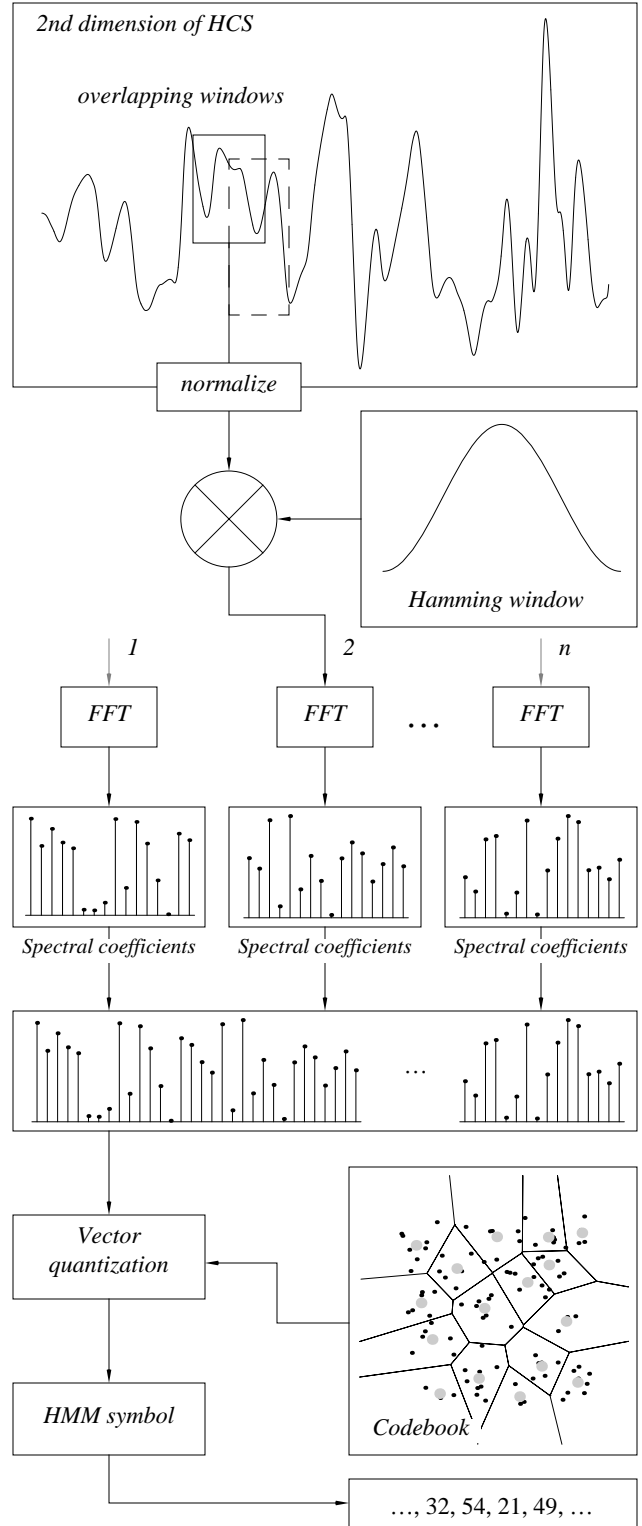 2nd dimension of HCS
overlapping windows
normalize
Hamming window
1
2
n
FFT
FFT
...
FFT
Spectral coefficients
Spectral coefficients
Spectral coefficients
...
Vector
quantization
HMM symbol
Codebook
..., 32, 54, 21, 49, ...